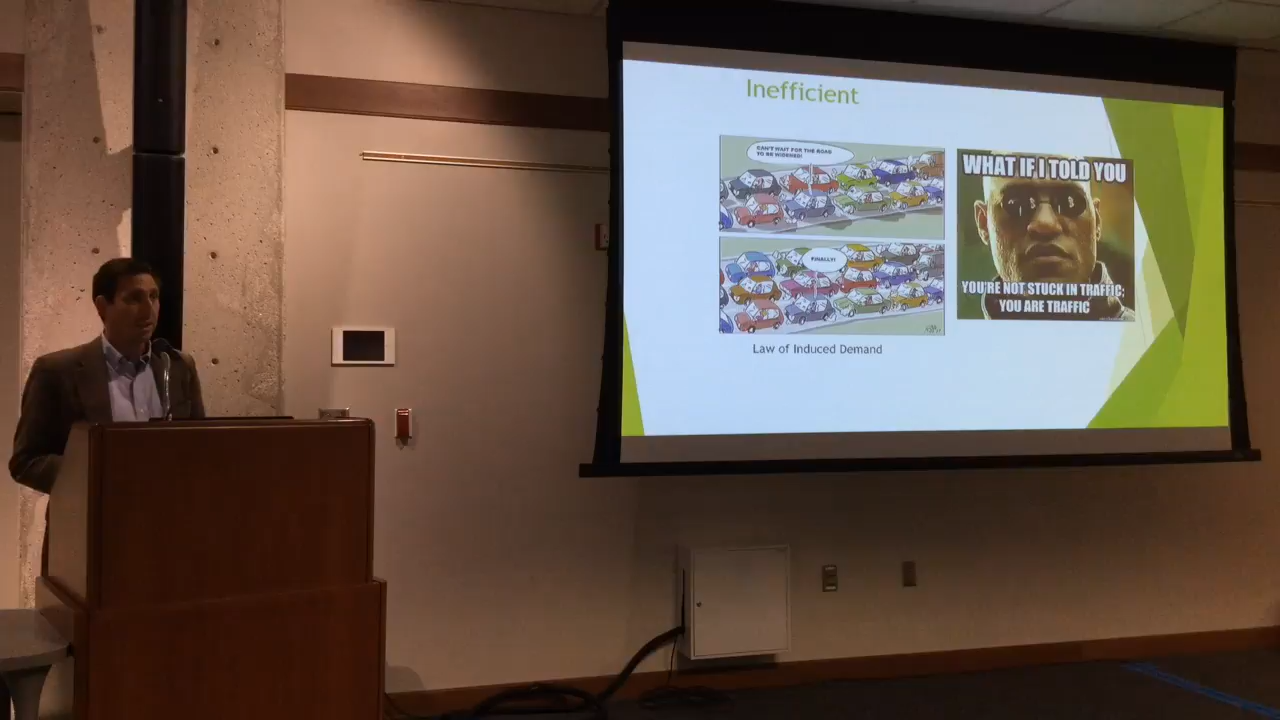 Inefficient
CAN'T WAIT FOR THE ROAD
TO BE WIDENED!
FINALLY!
Law of Induced Demand
WHAT IF I TOLD YOU
YOU'RE NOT STUCK IN TRAFFIC;
YOU ARE TRAFFIC